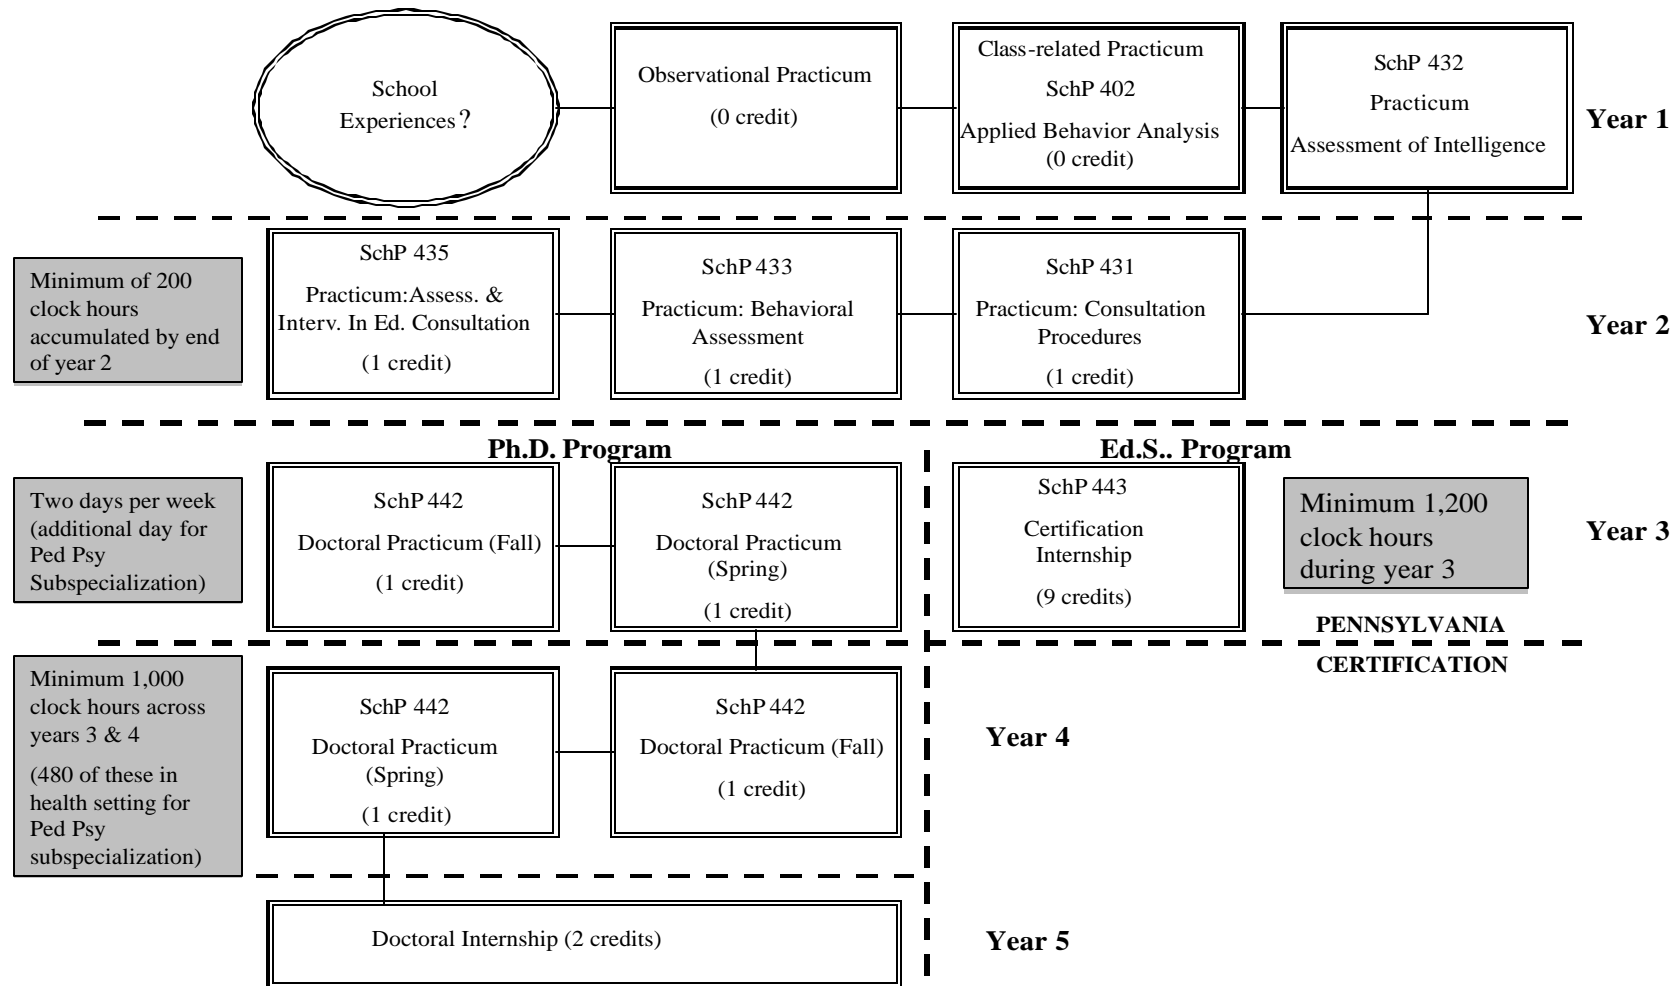 School
Experiences?
Observational Practicum
(0 credit)
Class-related Practicum
SchP 402
Applied Behavior Analysis
(0 credit)
SchP 432
Practicum
Assessment of Intelligence
Year 1
Minimum of 200
clock hours
accumulated by end
of year 2
SchP 435
Practicum:Assess. &
Interv. In Ed. Consultation
(1 credit)
SchP 433
Practicum: Behavioral
Assessment
(1 credit)
SchP 431
Practicum: Consultation
Procedures
(1 credit)
Year 2
Ph.D. Program
Ed.S.. Program
Two days per week
(additional day for
Ped Psy
Subspecialization)
SchP 442
Doctoral Practicum (Fall)
(1 credit)
SchP 442
Doctoral Practicum
(Spring)
(1 credit)
SchP 443
Certification
Internship
(9 credits)
Minimum 1,200
clock hours
during year 3
Year 3
PENNSYLVANIA
CERTIFICATION
Minimum 1,000
clock hours across
years 3 & 4
(480 of these in
health setting for
Ped Psy
subspecialization)
SchP 442
Doctoral Practicum
(Spring)
(1 credit)
SchP 442
Doctoral Practicum (Fall)
(1 credit)
Year 4
Doctoral Internship (2 credits)
Year 5